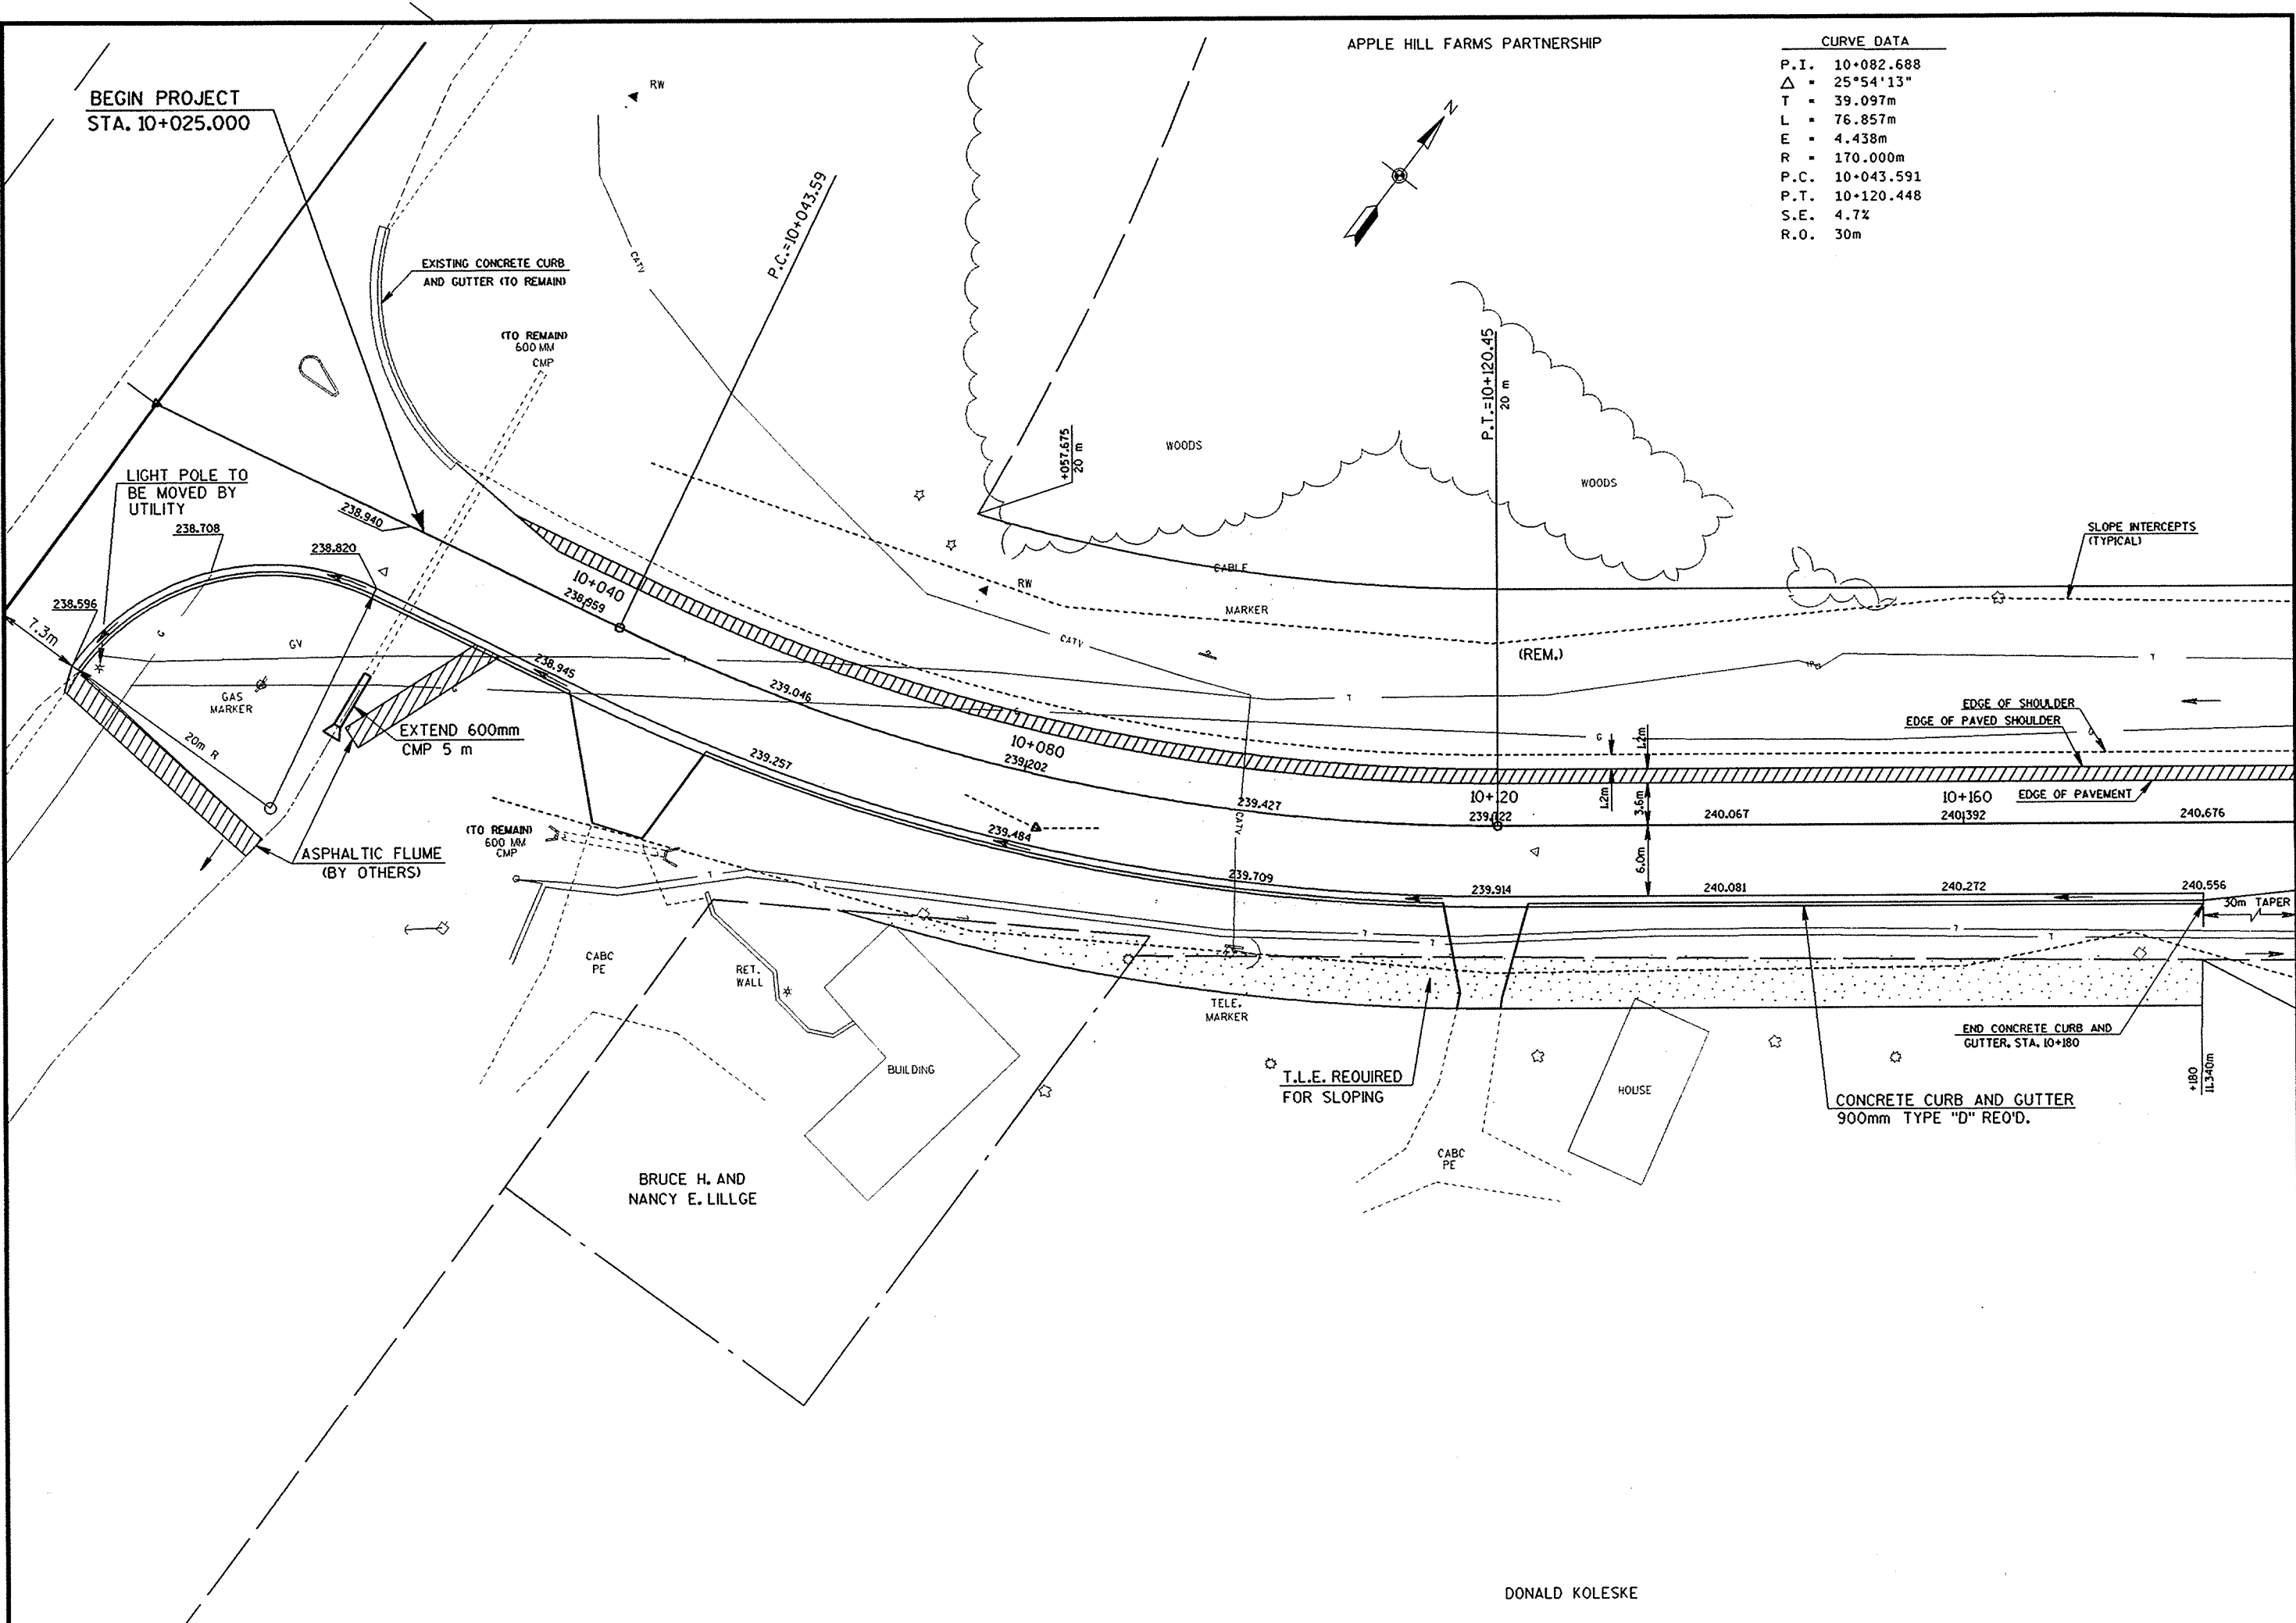 APPLE HILL FARMS PARTNERSHIP
CURVE DATA
P.I. 10+082.688
Δ = 25°54'13"
T = 39.097m
L = 76.857m
E = 4.438m
R = 170.000m
P.C. 10+043.591
P.T. 10+120.448
S.E. 4.7%
R.O. 30m
BEGIN PROJECT
STA. 10+025.000
RW
N
CATV
P.C.=10+043.59
EXISTING CONCRETE CURB
AND GUTTER (TO REMAIN)
(TO REMAIN)
600 MM
CMP
P.T.=10+120.45
20 m
+057.675
20 m
WOODS
WOODS
LIGHT POLE TO
BE MOVED BY
UTILITY
238.940
238.708
238.820
238.596
7.3m
G
GV
GAS
MARKER
20m R
EXTEND 600mm
CMP 5 m
ASPHALTIC FLUME
(BY OTHERS)
10+040
238.959
238.945
239.046
239.257
10+080
239.202
239.427
239.484
239.709
RW
CABLE
MARKER
CATV
CATV
T
T
T
G
(REM.)
SLOPE INTERCEPTS
(TYPICAL)
EDGE OF SHOULDER
EDGE OF PAVED SHOULDER
EDGE OF PAVEMENT
1.2m
1.2m
3.6m
6.0m
10+120
239.722
240.067
10+160
240.392
240.676
239.914
240.081
240.272
240.556
30m TAPER
(TO REMAIN)
600 MM
CMP
T
T
T
T
T
T
CABC
PE
RET.
WALL
BUILDING
TELE.
MARKER
T.L.E. REQUIRED
FOR SLOPING
CABC
PE
HOUSE
END CONCRETE CURB AND
GUTTER, STA. 10+180
+180
11.340m
CONCRETE CURB AND GUTTER
900mm TYPE "D" REQ'D.
BRUCE H. AND
NANCY E. LILLGE
DONALD KOLESKE